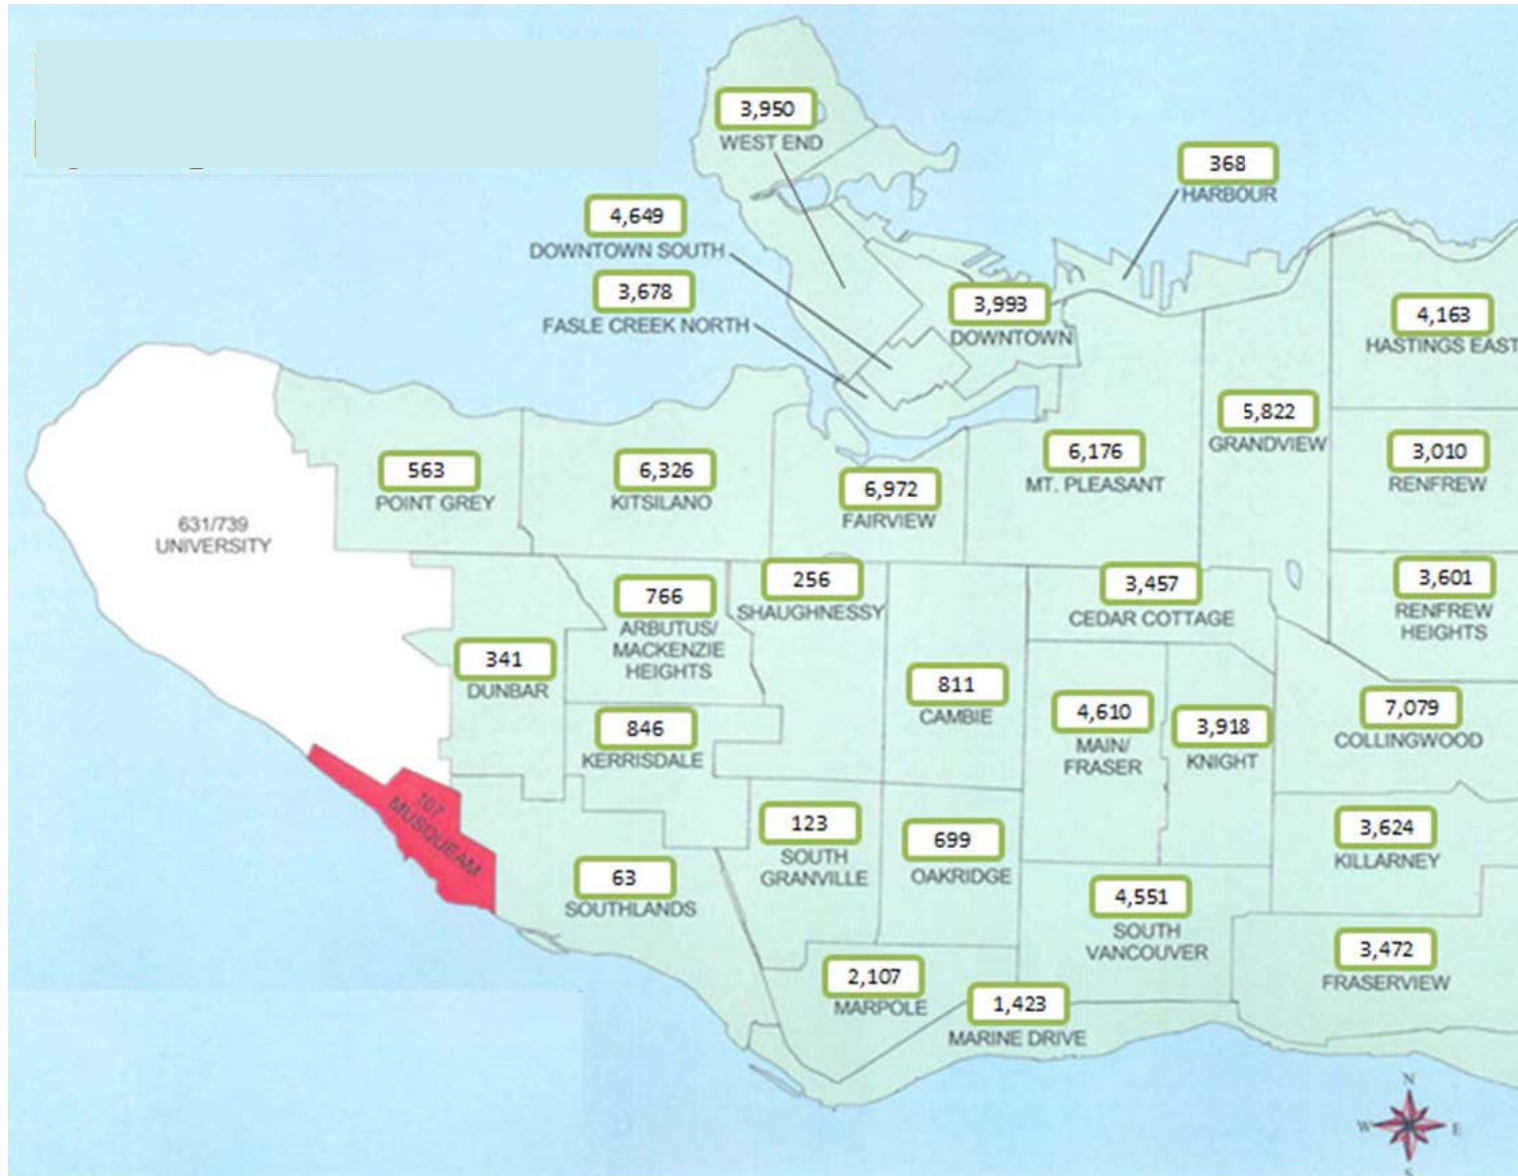 3,950
WEST END
368
HARBOUR
4,649
DOWNTOWN SOUTH
3,678
FASLE CREEK NORTH
3,993
DOWNTOWN
4,163
HASTINGS EAST
5,822
GRANDVIEW
563
POINT GREY
6,326
KITSILANO
6,972
FAIRVIEW
6,176
MT. PLEASANT
3,010
RENFREW
631/739
UNIVERSITY
256
SHAUGHNESSY
3,457
CEDAR COTTAGE
3,601
RENFREW
HEIGHTS
766
ARBUTUS/
MACKENZIE
HEIGHTS
341
DUNBAR
811
CAMBIE
846
KERRISDALE
4,610
MAIN/
FRASER
3,918
KNIGHT
7,079
COLLINGWOOD
107
MUSQUEAM
123
SOUTH
GRANVILLE
699
OAKRIDGE
3,624
KILLARNEY
63
SOUTHLANDS
4,551
SOUTH
VANCOUVER
3,472
FRASERVIEW
2,107
MARPOLE
1,423
MARINE DRIVE
N
W
E
S